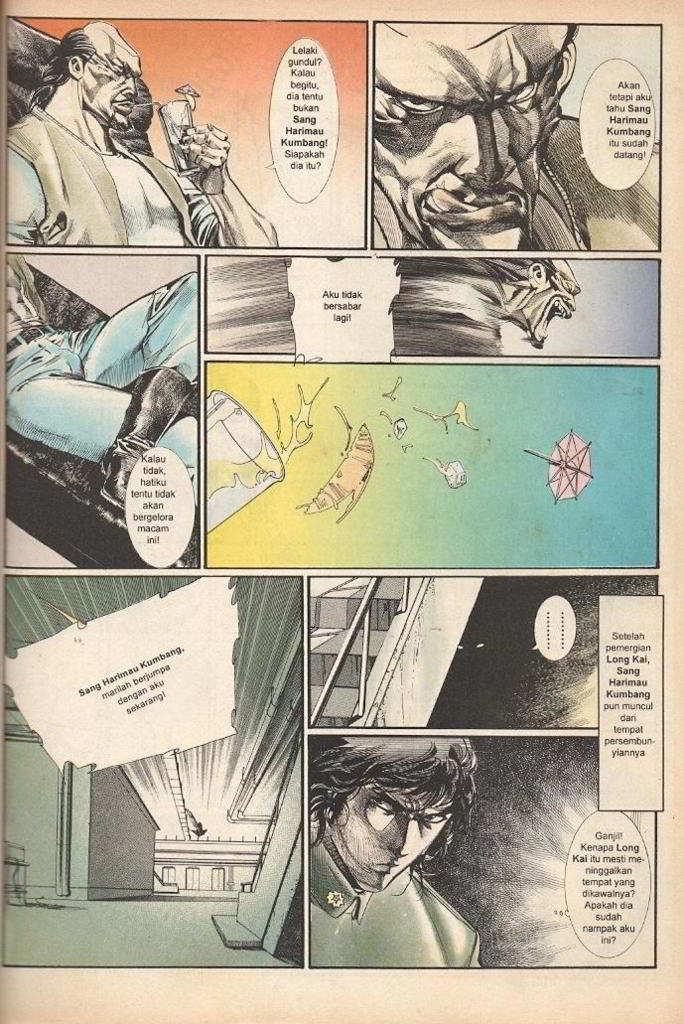 Lelaki
gundul?
Kalau
begitu,
dia tentu
bukan
Sang
Harimau
Kumbang!
Siapakah
dia itu?
Akan
tetapi aku
tahu Sang
Harimau
Kumbang
itu sudah
datang!
Aku tidak
bersabar
lagi!
Kalau
tidak,
hatiku
tentu tidak
akan
bergelora
macam
ini!
Sang Harimau Kumbang,
marilah berjumpa
dengan aku
sekarang!
Setelah
pemergian
Long Kai,
Sang
Harimau
Kumbang
pun muncul
dari
tempat
persembun-
yiannya
Ganjil!
Kenapa Long
Kai itu mesti me-
ninggalkan
tempat yang
dikawalnya?
Apakah dia
sudah
nampak aku
ini?